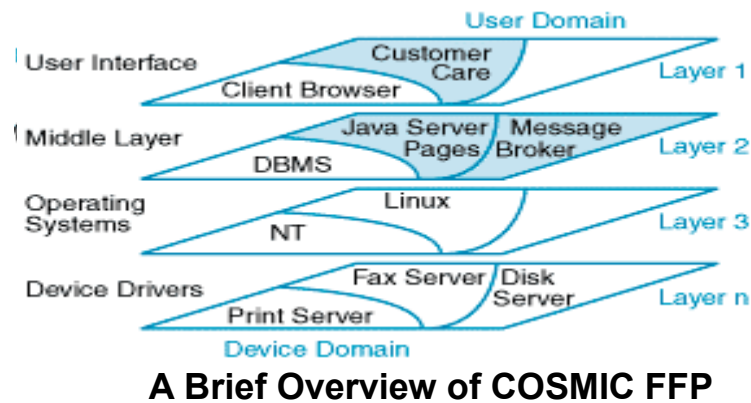 User Domain
User Interface
Customer
Care
Client Browser
Layer 1
Middle Layer
Java Server
Pages
Message
Broker
DBMS
Layer 2
Operating
Systems
Linux
NT
Layer 3
Device Drivers
Fax Server
Disk
Server
Print Server
Layer n
Device Domain
A Brief Overview of COSMIC FFP